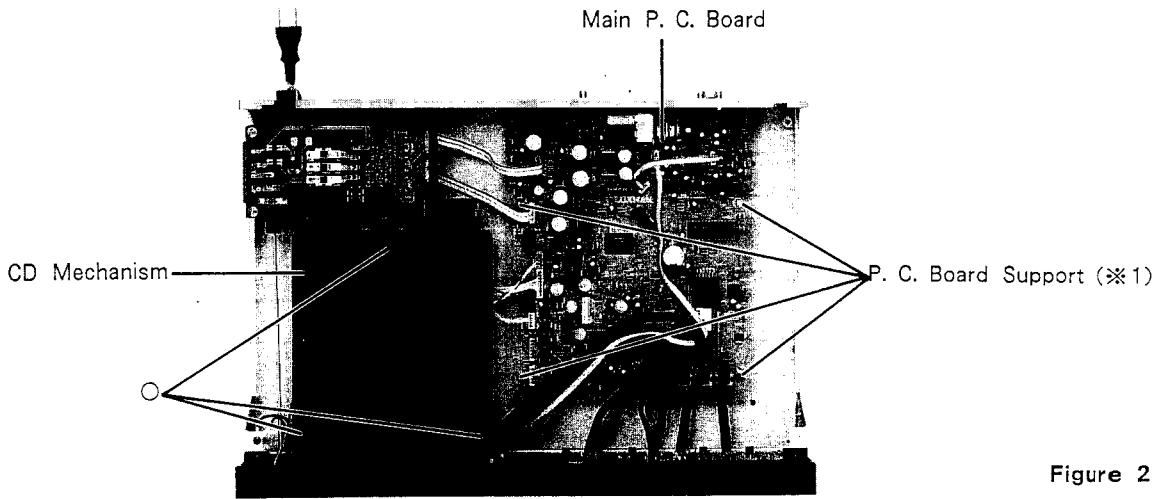 Main P. C. Board
CD Mechanism
P. C. Board Support (※1)
Figure 2